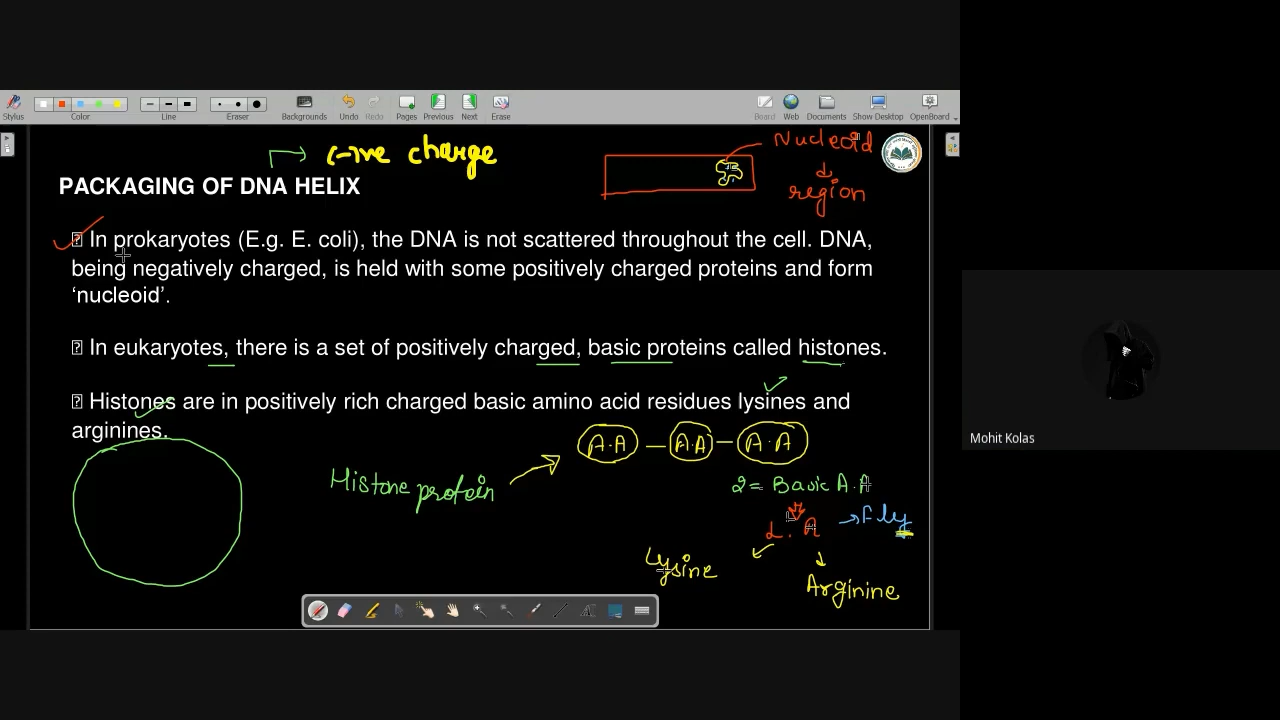 Stylus
Color
Line
Eraser
Backgrounds
Undo
Redo
Pages
Previous
Next
Erase
Board
Web
Documents
Show Desktop
OpenBoard
(-)ve charge
Nucleoid
region
PACKAGING OF DNA HELIX
In prokaryotes (E.g. E. coli), the DNA is not scattered throughout the cell. DNA,
being negatively charged, is held with some positively charged proteins and form
‘nucleoid’.
In eukaryotes, there is a set of positively charged, basic proteins called histones.
Histones are in positively rich charged basic amino acid residues lysines and
arginines.
A.A — A.A — A.A
Histone protein
2 = Basic A.A
L. A
Lysine
Arginine
Mohit Kolas